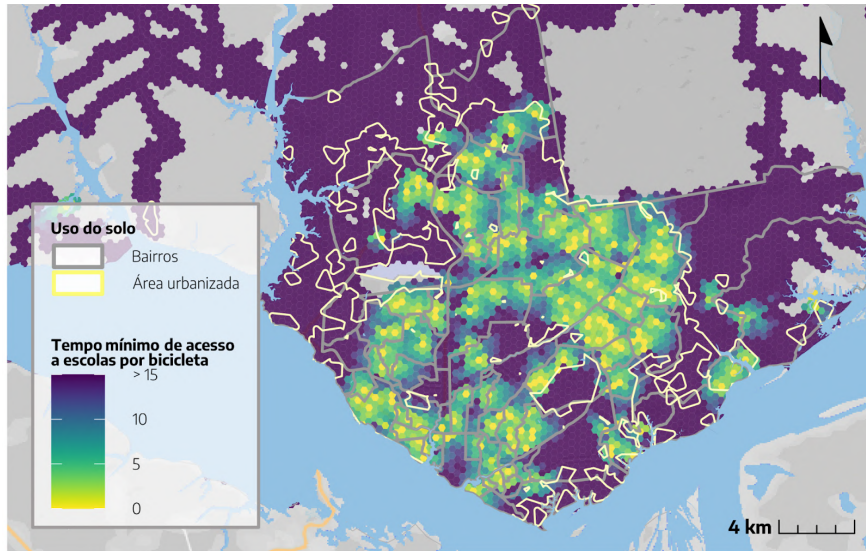 Uso do solo
Bairros
Área urbanizada
Tempo mínimo de acesso
a escolas por bicicleta
> 15
10
5
0
4 km